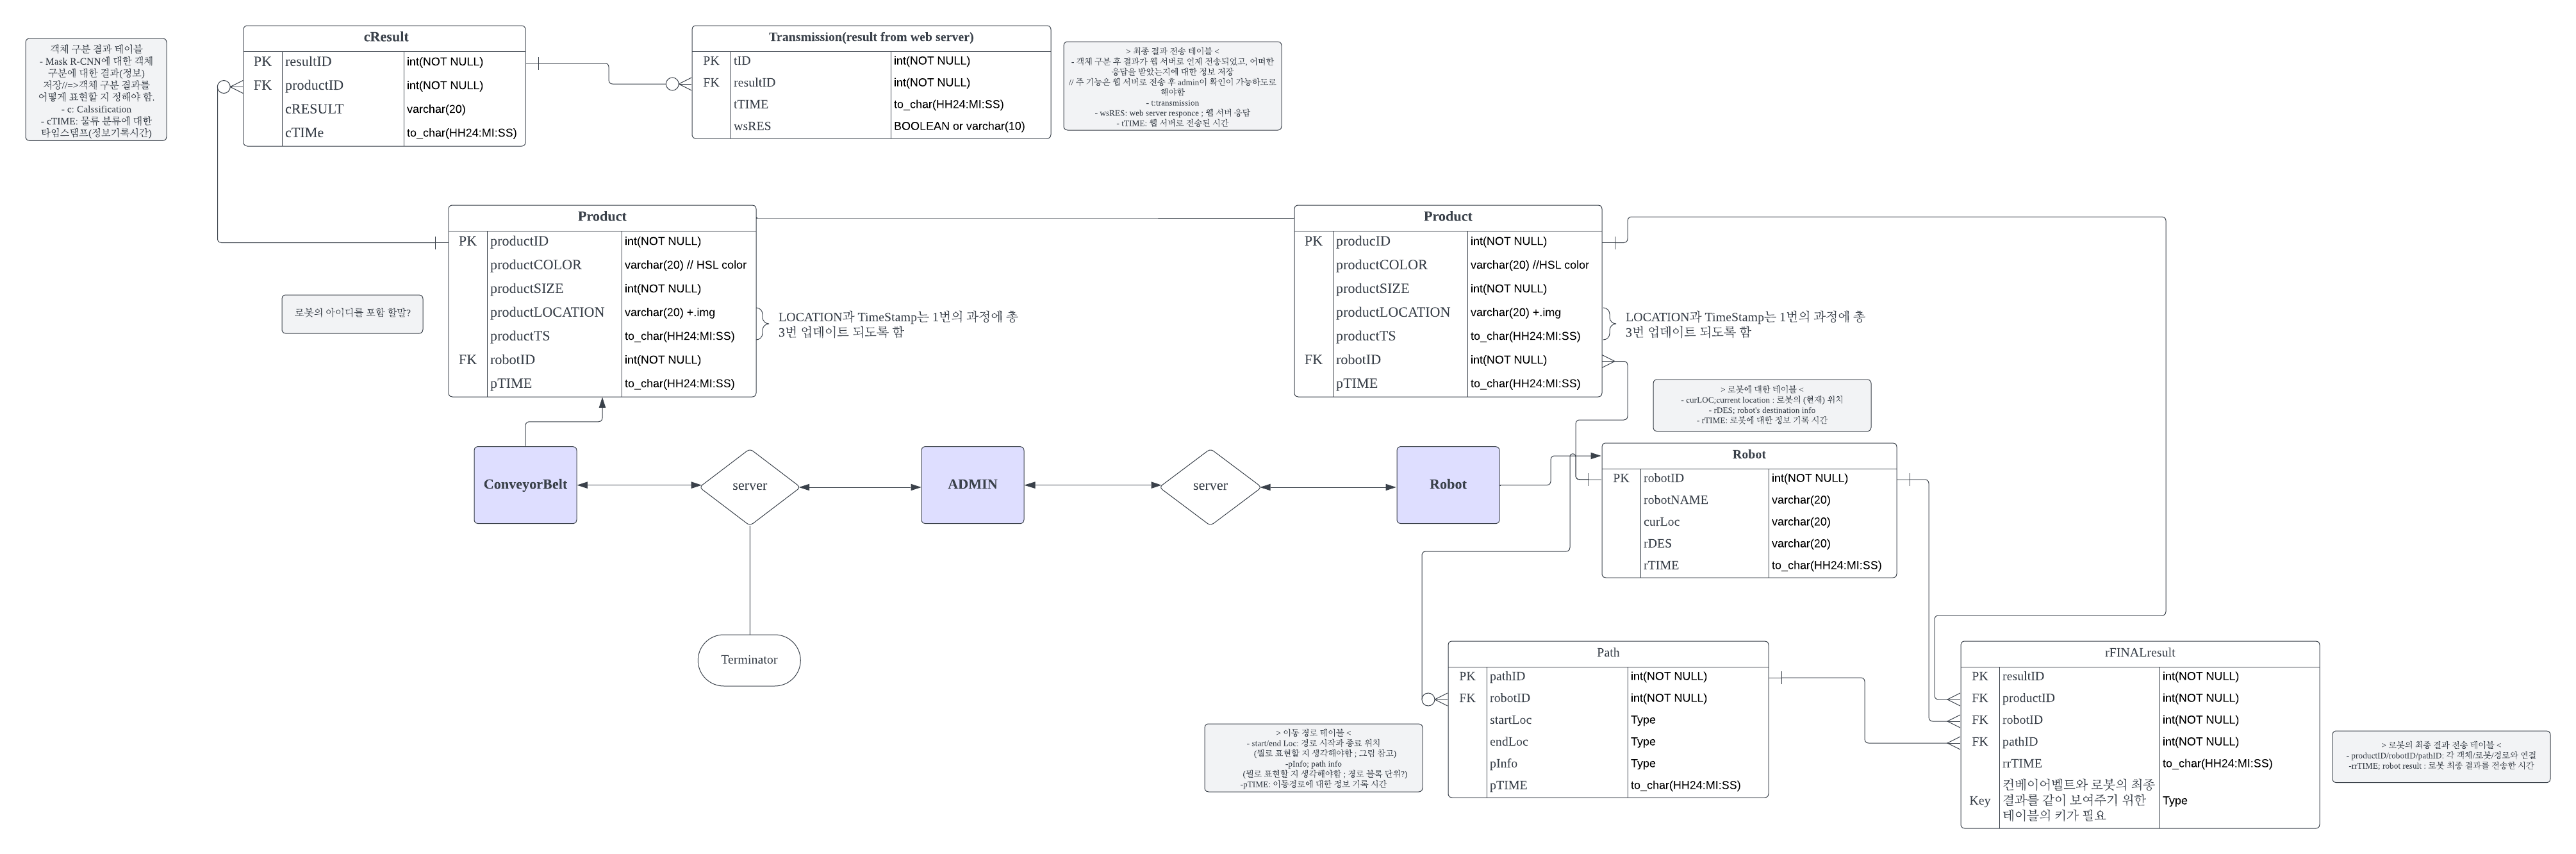 객체 구분 결과 테이블
- Mask R-CNN에 대한 객체
구분에 대한 결과(정보)
저장//=>객체 구분 결과를
어떻게 표현할 지 정해야 함.
- c: Calssification
- cTIME: 물류 분류에 대한
타임스탬프(정보기록시간)
cResult
PK resultID int(NOT NULL)
FK productID int(NOT NULL)
cRESULT varchar(20)
cTIMe to_char(HH24:MI:SS)
Transmission(result from web server)
PK tID int(NOT NULL)
FK resultID int(NOT NULL)
tTIME to_char(HH24:MI:SS)
wsRES BOOLEAN or varchar(10)
> 최종 결과 전송 테이블 <
- 객체 구분 후 결과가 웹 서버로 언제 전송되었고, 어떠한
응답을 받았는지에 대한 정보 저장
// 주 기능은 웹 서버로 전송 후 admin이 확인이 가능하도로
해야함
- t:transmission
- wsRES: web server responce ; 웹 서버 응답
- tTIME: 웹 서버로 전송된 시간
Product
PK productID int(NOT NULL)
productCOLOR varchar(20) // HSL color
productSIZE int(NOT NULL)
productLOCATION varchar(20) +.img
productTS to_char(HH24:MI:SS)
FK robotID int(NOT NULL)
pTIME to_char(HH24:MI:SS)
로봇의 아이디를 포함 할말?
LOCATION과 TimeStamp는 1번의 과정에 총
3번 업데이트 되도록 함
Product
PK producID int(NOT NULL)
productCOLOR varchar(20) //HSL color
productSIZE int(NOT NULL)
productLOCATION varchar(20) +.img
productTS to_char(HH24:MI:SS)
FK robotID int(NOT NULL)
pTIME to_char(HH24:MI:SS)
LOCATION과 TimeStamp는 1번의 과정에 총
3번 업데이트 되도록 함
> 로봇에 대한 테이블 <
- curLOC;current location : 로봇의 (현재) 위치
- rDES; robot's destination info
- rTIME: 로봇에 대한 정보 기록 시간
ConveyorBelt
server
ADMIN
server
Robot
Robot
PK robotID int(NOT NULL)
robotNAME varchar(20)
curLoc varchar(20)
rDES varchar(20)
rTIME to_char(HH24:MI:SS)
Terminator
Path
PK pathID int(NOT NULL)
FK robotID int(NOT NULL)
startLoc Type
endLoc Type
pInfo Type
pTIME to_char(HH24:MI:SS)
> 이동 경로 테이블 <
- start/end Loc: 경로 시작과 종료 위치
(뭘로 표현할 지 생각해야함 ; 그림 참고)
-pInfo; path info
(뭘로 표현할 지 생각해야함 ; 경로 블록 단위?)
-pTIME: 이동경로에 대한 정보 기록 시간
rFINALresult
PK resultID int(NOT NULL)
FK productID int(NOT NULL)
FK robotID int(NOT NULL)
FK pathID int(NOT NULL)
rrTIME to_char(HH24:MI:SS)
Key 컨베이어벨트와 로봇의 최종
결과를 같이 보여주기 위한 Type
테이블의 키가 필요
> 로봇의 최종 결과 전송 테이블 <
- productID/robotID/pathID: 각 객체/로봇/경로와 연결
-rrTIME; robot result : 로봇 최종 결과를 전송한 시간